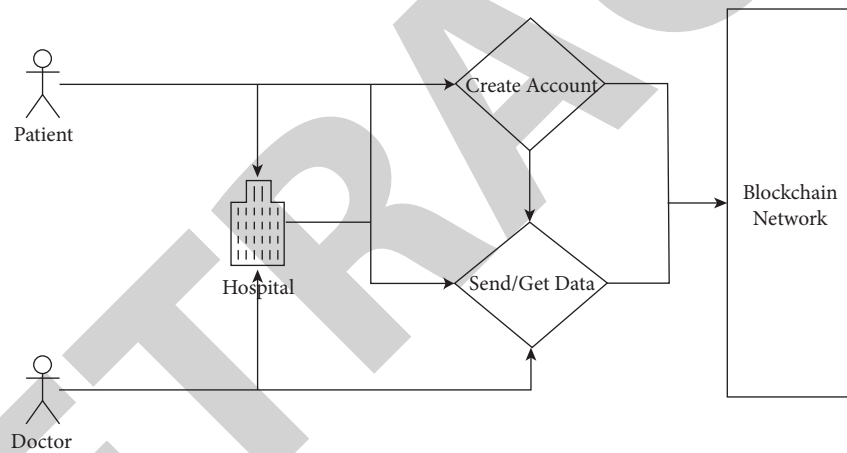 Patient
Create Account
Blockchain
Network
Hospital
Send/Get Data
Doctor